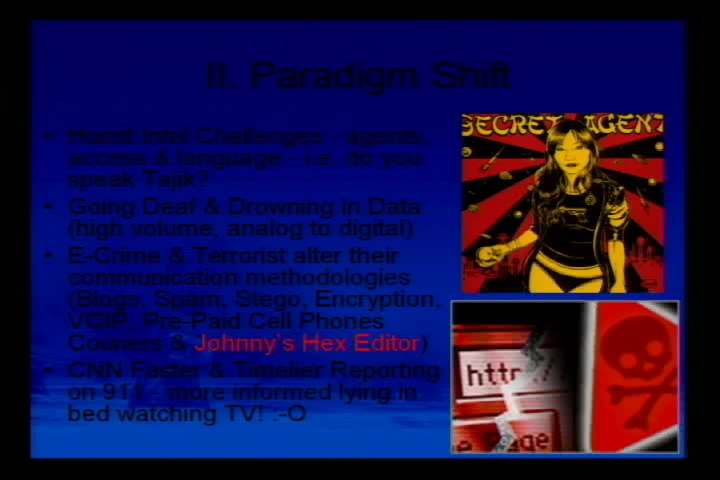 II. Paradigm Shift
• Humit Intel Challenges - agents,
access & language - i.e. do you
speak Tajik?
• Going Deaf & Drowning in Data
(high volume, analog to digital)
• E-Crime & Terrorist alter their
communication methodologies
(Blogs, Spam, Stego, Encryption,
VOIP, Pre-Paid Cell Phones
Couriers & Johnny's Hex Editor)
• CNN Faster & Timelier Reporting
on 911 - more informed lying in
bed watching TV! :-O
SECRET AGENT
http://